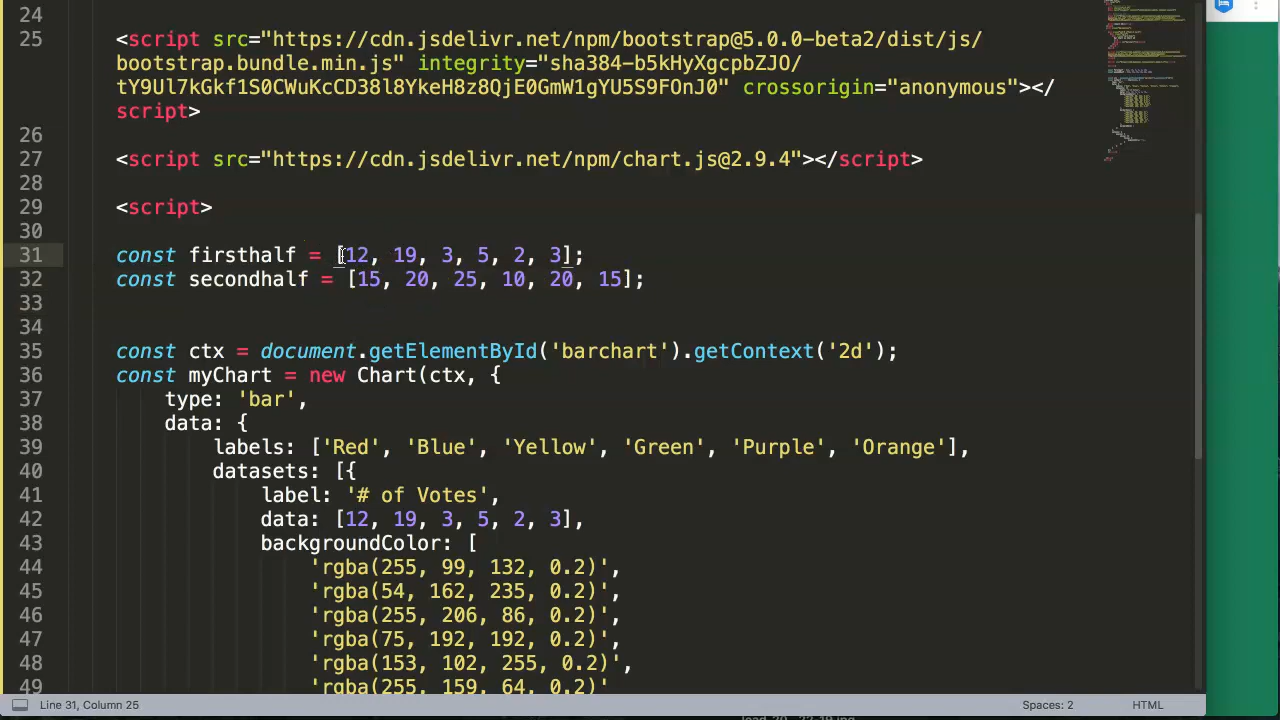 24
25 <script src="https://cdn.jsdelivr.net/npm/bootstrap@5.0.0-beta2/dist/js/
bootstrap.bundle.min.js" integrity="sha384-b5kHyXgcpbZJO/
tY9Ul7kGkf1S0CWuKcCD38l8YkeH8z8QjE0GmW1gYU5S9FOnJ0" crossorigin="anonymous"></
script>
26
27 <script src="https://cdn.jsdelivr.net/npm/chart.js@2.9.4"></script>
28
29 <script>
30
31 const firsthalf = [12, 19, 3, 5, 2, 3];
32 const secondhalf = [15, 20, 25, 10, 20, 15];
33
34
35 const ctx = document.getElementById('barchart').getContext('2d');
36 const myChart = new Chart(ctx, {
37 type: 'bar',
38 data: {
39 labels: ['Red', 'Blue', 'Yellow', 'Green', 'Purple', 'Orange'],
40 datasets: [{
41 label: '# of Votes',
42 data: [12, 19, 3, 5, 2, 3],
43 backgroundColor: [
44 'rgba(255, 99, 132, 0.2)',
45 'rgba(54, 162, 235, 0.2)',
46 'rgba(255, 206, 86, 0.2)',
47 'rgba(75, 192, 192, 0.2)',
48 'rgba(153, 102, 255, 0.2)',
49 'rgba(255, 159, 64, 0.2)'
Line 31, Column 25 Spaces: 2 HTML